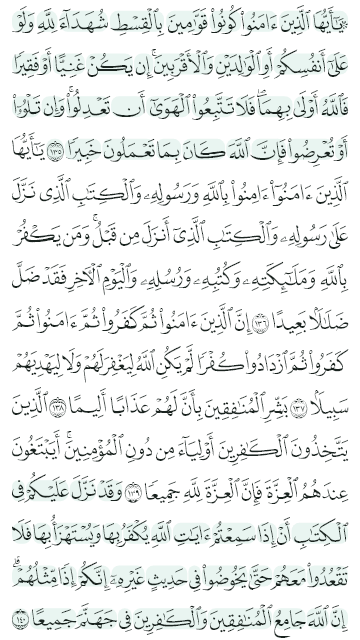 ۞ يَٰٓأَيُّهَا ٱلَّذِينَ ءَامَنُوا۟ كُونُوا۟ قَوَّٰمِينَ بِٱلْقِسْطِ شُهَدَآءَ لِلَّهِ وَلَوْ
عَلَىٰٓ أَنفُسِكُمْ أَوِ ٱلْوَٰلِدَيْنِ وَٱلْأَقْرَبِينَ ۚ إِن يَكُنْ غَنِيًّا أَوْ فَقِيرًا
فَٱللَّهُ أَوْلَىٰ بِهِمَا ۖ فَلَا تَتَّبِعُوا۟ ٱلْهَوَىٰٓ أَن تَعْدِلُوا۟ ۚ وَإِن تَلْوُۥٓا۟
أَوْ تُعْرِضُوا۟ فَإِنَّ ٱللَّهَ كَانَ بِمَا تَعْمَلُونَ خَبِيرًا ١٣٥ يَٰٓأَيُّهَا
ٱلَّذِينَ ءَامَنُوٓا۟ ءَامِنُوا۟ بِٱللَّهِ وَرَسُولِهِۦ وَٱلْكِتَٰبِ ٱلَّذِى نَزَّلَ
عَلَىٰ رَسُولِهِۦ وَٱلْكِتَٰبِ ٱلَّذِىٓ أَنزَلَ مِن قَبْلُ ۚ وَمَن يَكْفُرْ
بِٱللَّهِ وَمَلَٰٓئِكَتِهِۦ وَكُتُبِهِۦ وَرُسُلِهِۦ وَٱلْيَوْمِ ٱلْءَاخِرِ فَقَدْ ضَلَّ
ضَلَٰلًۢا بَعِيدًا ١٣٦ إِنَّ ٱلَّذِينَ ءَامَنُوا۟ ثُمَّ كَفَرُوا۟ ثُمَّ ءَامَنُوا۟ ثُمَّ
كَفَرُوا۟ ثُمَّ ٱزْدَادُوا۟ كُفْرًا لَّمْ يَكُنِ ٱللَّهُ لِيَغْفِرَ لَهُمْ وَلَا لِيَهْدِيَهُمْ
سَبِيلًۢا ١٣٧ بَشِّرِ ٱلْمُنَٰفِقِينَ بِأَنَّ لَهُمْ عَذَابًا أَلِيمًا ١٣٨ ٱلَّذِينَ
يَتَّخِذُونَ ٱلْكَٰفِرِينَ أَوْلِيَآءَ مِن دُونِ ٱلْمُؤْمِنِينَ ۚ أَيَبْتَغُونَ
عِندَهُمُ ٱلْعِزَّةَ فَإِنَّ ٱلْعِزَّةَ لِلَّهِ جَمِيعًا ١٣٩ وَقَدْ نَزَّلَ عَلَيْكُمْ فِى
ٱلْكِتَٰبِ أَنْ إِذَا سَمِعْتُمْ ءَايَٰتِ ٱللَّهِ يُكْفَرُ بِهَا وَيُسْتَهْزَأُ بِهَا فَلَا
تَقْعُدُوا۟ مَعَهُمْ حَتَّىٰ يَخُوضُوا۟ فِى حَدِيثٍ غَيْرِهِۦٓ ۚ إِنَّكُمْ إِذًا مِّثْلُهُمْ ۗ
إِنَّ ٱللَّهَ جَامِعُ ٱلْمُنَٰفِقِينَ وَٱلْكَٰفِرِينَ فِى جَهَنَّمَ جَمِيعًا ١٤٠